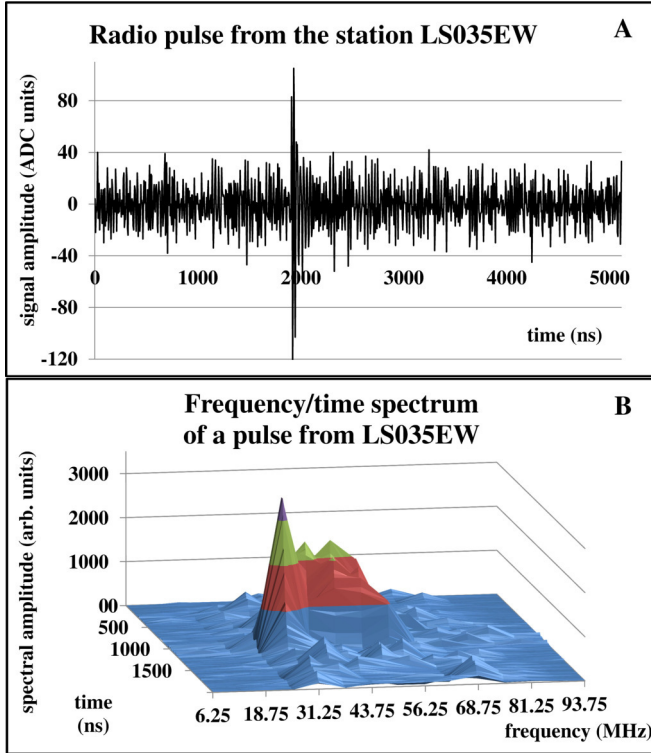 Radio pulse from the station LS035EW
A
signal amplitude (ADC units)
80
40
0
-40
-80
-120
0 1000 2000 3000 4000 5000
time (ns)
Frequency/time spectrum
of a pulse from LS035EW
B
spectral amplitude (arb. units)
3000
2000
1000
00
500
1000
1500
time
(ns)
6.25 18.75 31.25 43.75 56.25 68.75 81.25 93.75
frequency (MHz)